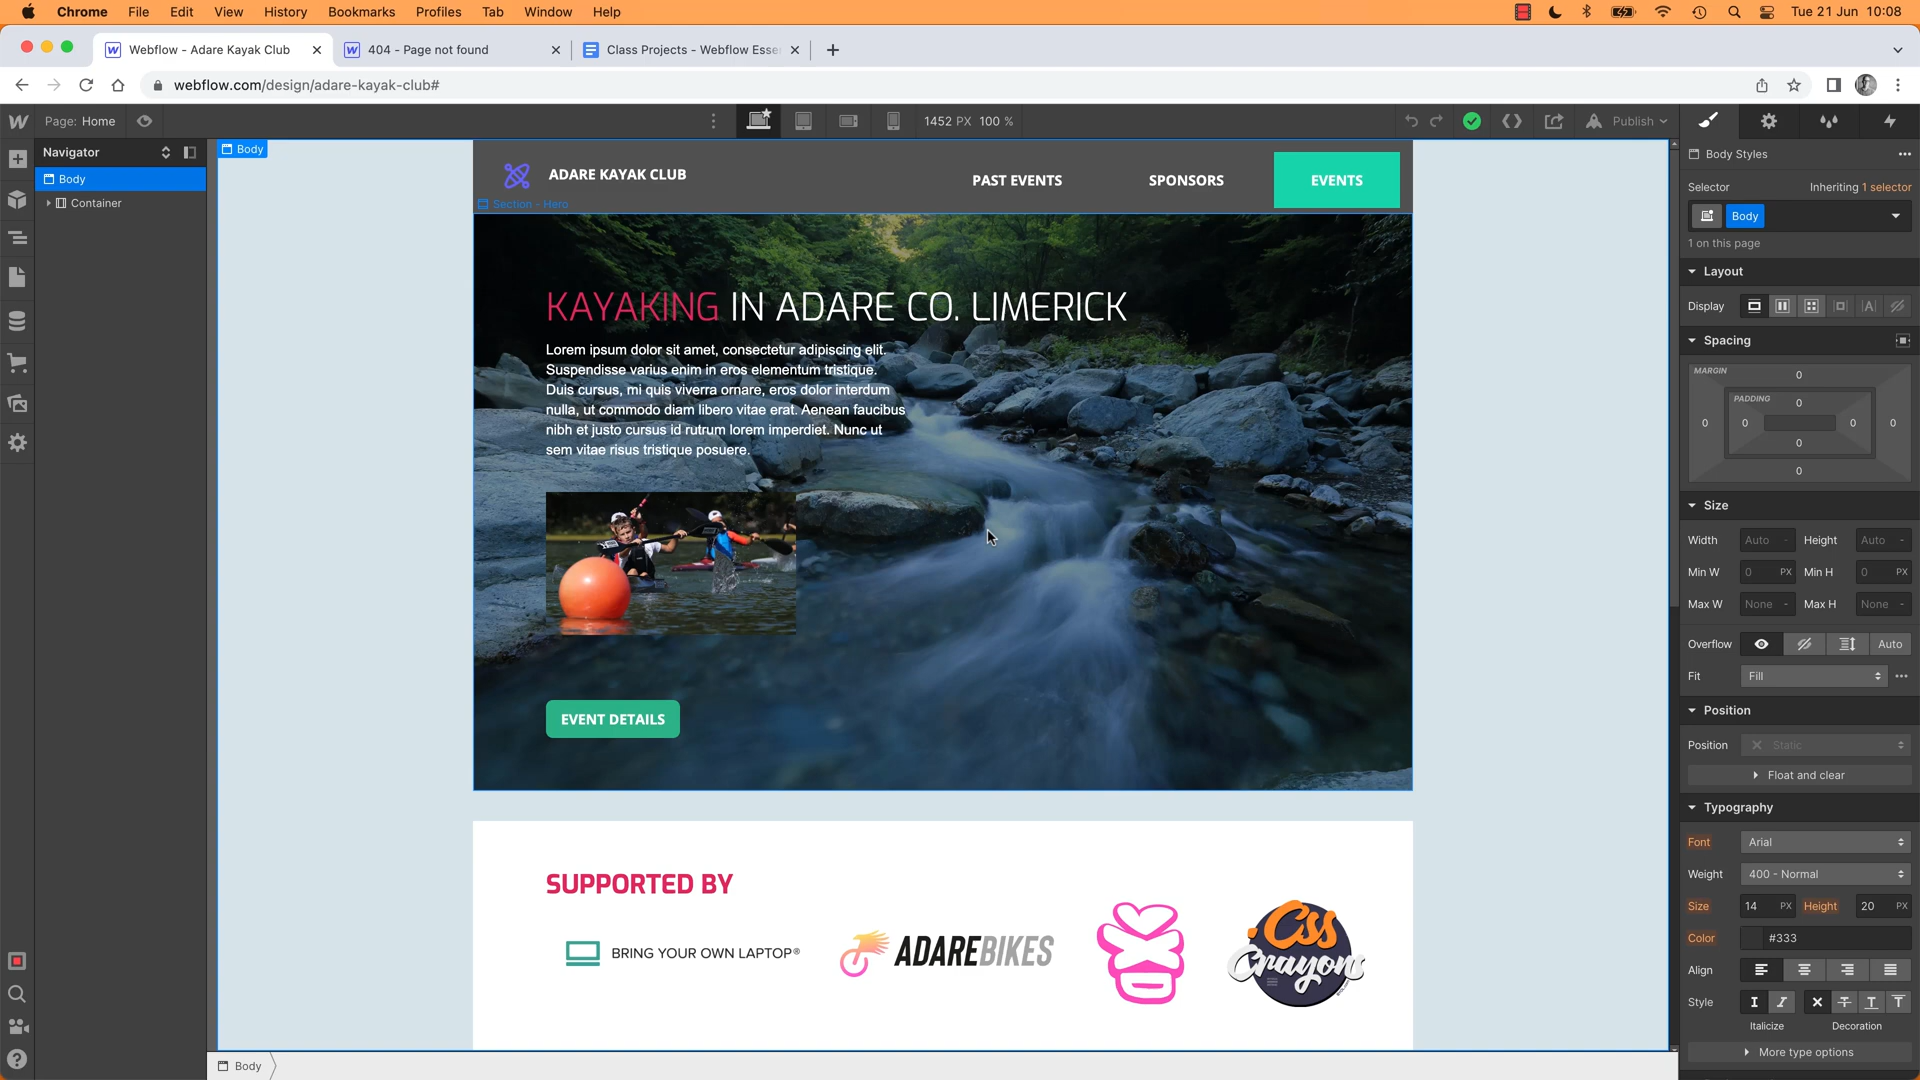 Chrome File Edit View History Bookmarks Profiles Tab Window Help Tue 21 Jun 10:08
Webflow - Adare Kayak Club 404 - Page not found Class Projects - Webflow Esse
webflow.com/design/adare-kayak-club#
Page: Home 1452 PX 100 % Publish
Navigator
Body
Container
Body
ADARE KAYAK CLUB
PAST EVENTS SPONSORS EVENTS
Section - Hero
KAYAKING IN ADARE CO. LIMERICK
Lorem ipsum dolor sit amet, consectetur adipiscing elit.
Suspendisse varius enim in eros elementum tristique.
Duis cursus, mi quis viverra ornare, eros dolor interdum
nulla, ut commodo diam libero vitae erat. Aenean faucibus
nibh et justo cursus id rutrum lorem imperdiet. Nunc ut
sem vitae risus tristique posuere.
EVENT DETAILS
SUPPORTED BY
BRING YOUR OWN LAPTOP®
ADAREBIKES
Css
Crayons
Body
Body Styles
Selector Inheriting 1 selector
Body
1 on this page
Layout
Display
Spacing
MARGIN
0
PADDING
0
0 0 0 0
0
0
Size
Width Auto - Height Auto -
Min W 0 PX Min H 0 PX
Max W None - Max H None -
Overflow Auto
Fit Fill
Position
Position Static
Float and clear
Typography
Font Arial
Weight 400 - Normal
Size 14 PX Height 20 PX
Color #333
Align
Style
Italicize Decoration
More type options